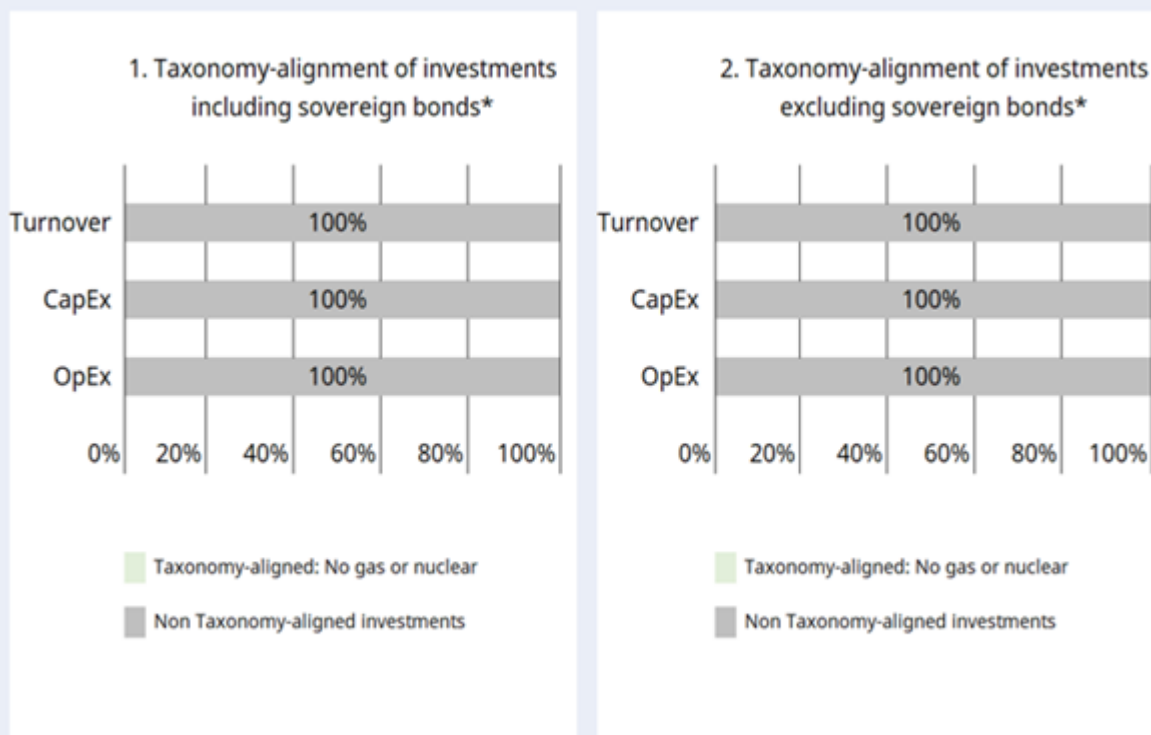 1. Taxonomy-alignment of investments
including sovereign bonds*
Turnover
100%
CapEx
100%
OpEx
100%
0% 20% 40% 60% 80% 100%
Taxonomy-aligned: No gas or nuclear
Non Taxonomy-aligned investments
2. Taxonomy-alignment of investments
excluding sovereign bonds*
Turnover
100%
CapEx
100%
OpEx
100%
0% 20% 40% 60% 80% 100%
Taxonomy-aligned: No gas or nuclear
Non Taxonomy-aligned investments